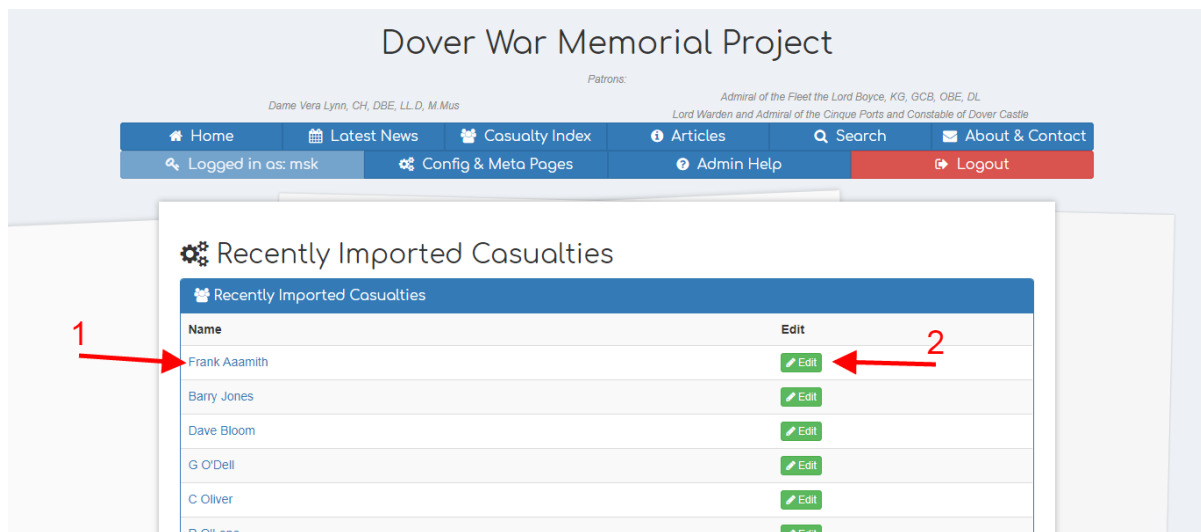 Dover War Memorial Project
Patrons:
Dame Vera Lynn, CH, DBE, LL.D, M.Mus
Admiral of the Fleet the Lord Boyce, KG, GCB, OBE, DL
Lord Warden and Admiral of the Cinque Ports and Constable of Dover Castle
Home Latest News Casualty Index Articles Search About & Contact
Logged in as: msk Config & Meta Pages Admin Help Logout
Recently Imported Casualties
Recently Imported Casualties
Name Edit
1 2
Frank Aaamith Edit
Barry Jones Edit
Dave Bloom Edit
G O'Dell Edit
C Oliver Edit